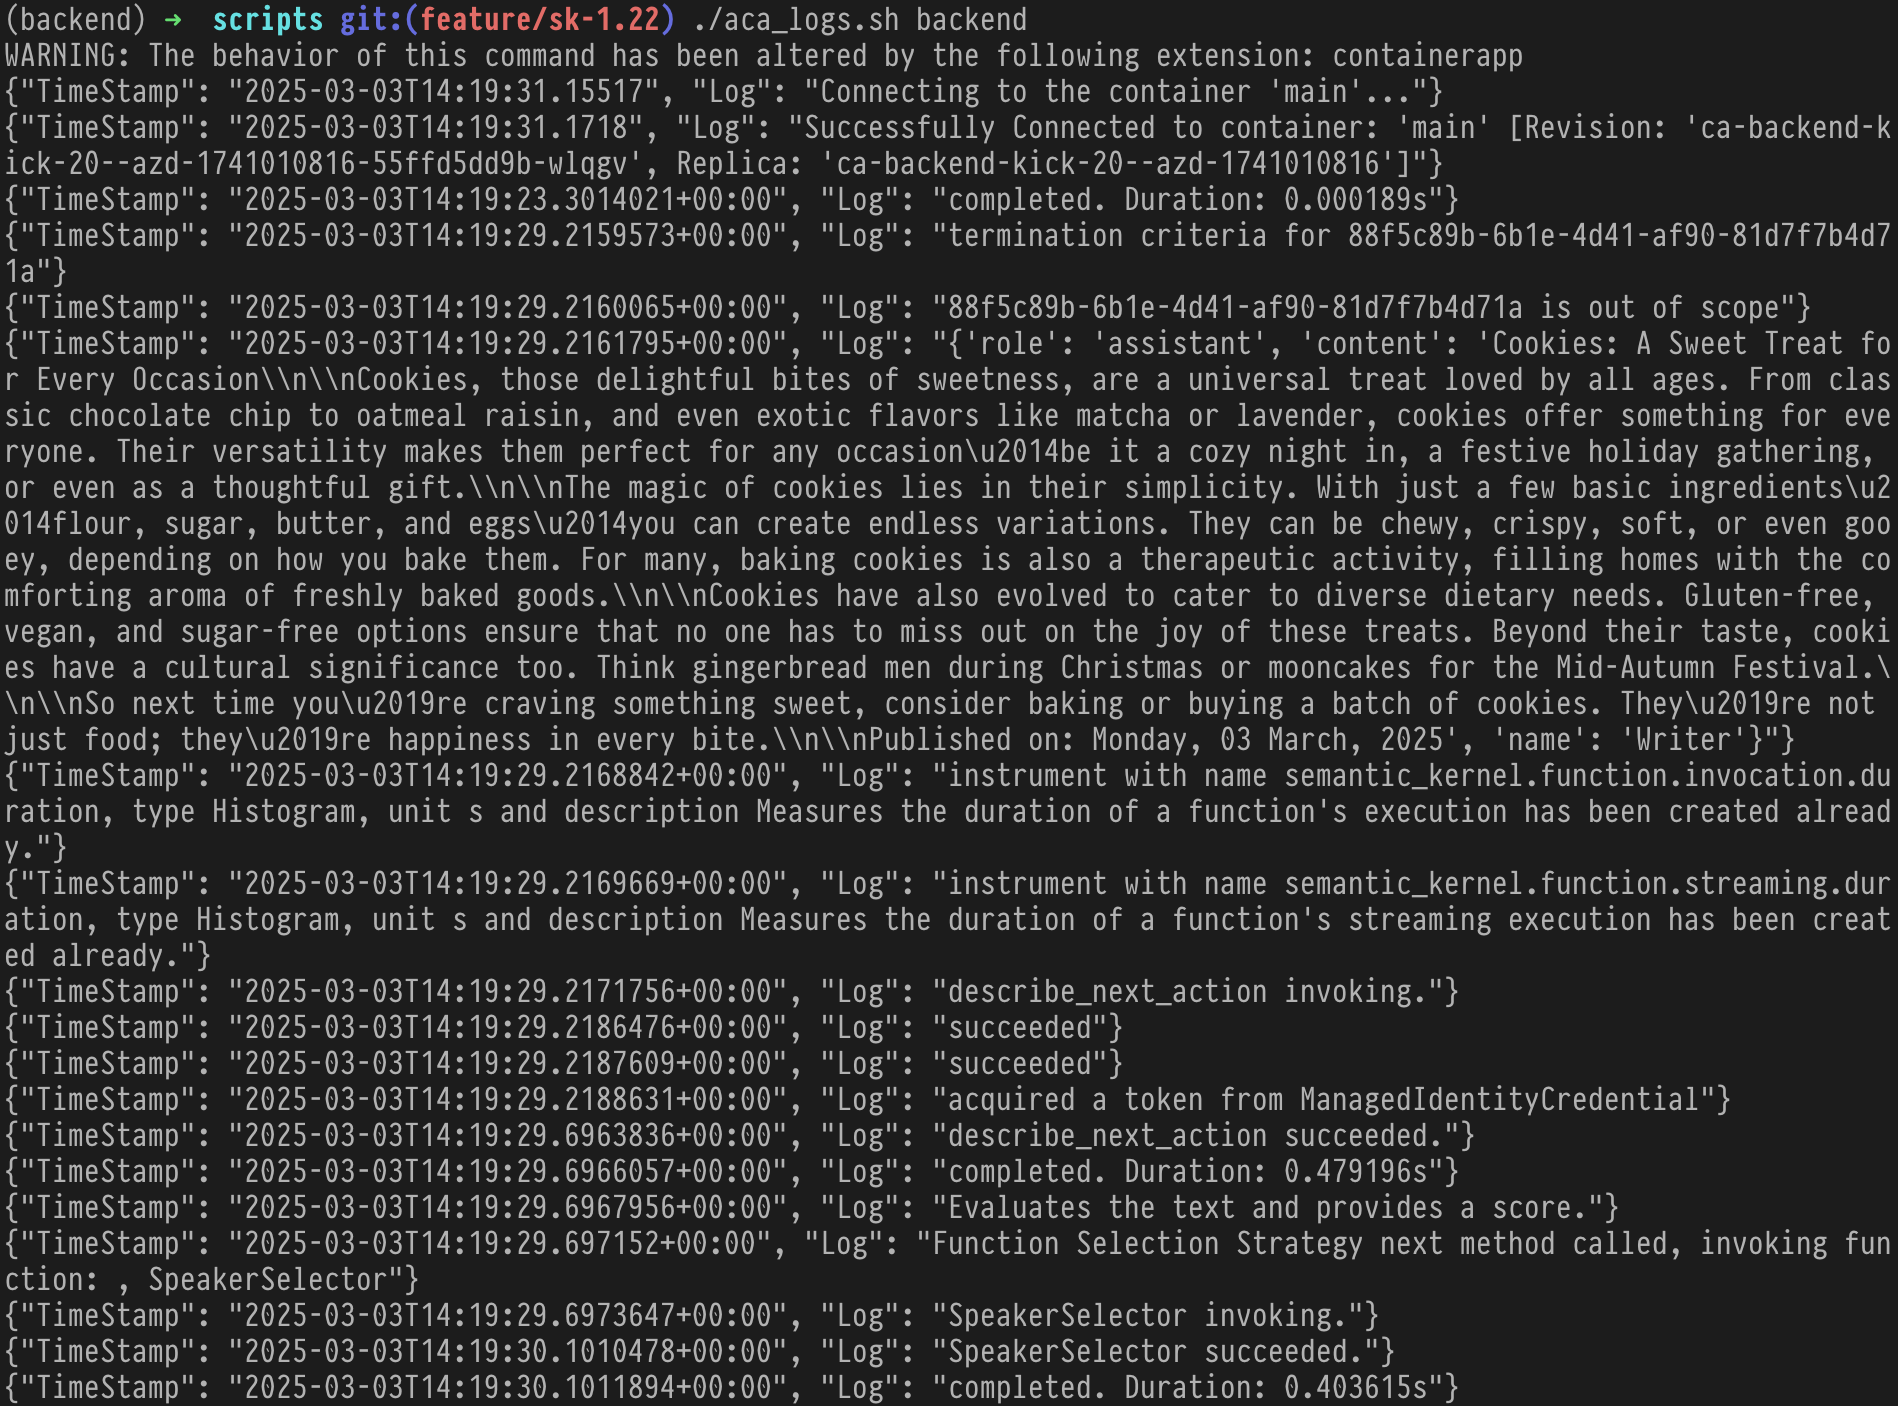 (backend) → scripts git:(feature/sk-1.22) ./aca_logs.sh backend
WARNING: The behavior of this command has been altered by the following extension: containerapp
{"TimeStamp": "2025-03-03T14:19:31.15517", "Log": "Connecting to the container 'main'..."}
{"TimeStamp": "2025-03-03T14:19:31.1718", "Log": "Successfully Connected to container: 'main' [Revision: 'ca-backend-k
ick-20--azd-1741010816-55ffd5dd9b-wlqgv', Replica: 'ca-backend-kick-20--azd-1741010816']"}
{"TimeStamp": "2025-03-03T14:19:23.3014021+00:00", "Log": "completed. Duration: 0.000189s"}
{"TimeStamp": "2025-03-03T14:19:29.2159573+00:00", "Log": "termination criteria for 88f5c89b-6b1e-4d41-af90-81d7f7b4d7
1a"}
{"TimeStamp": "2025-03-03T14:19:29.2160065+00:00", "Log": "88f5c89b-6b1e-4d41-af90-81d7f7b4d71a is out of scope"}
{"TimeStamp": "2025-03-03T14:19:29.2161795+00:00", "Log": "{'role': 'assistant', 'content': 'Cookies: A Sweet Treat fo
r Every Occasion\\n\\nCookies, those delightful bites of sweetness, are a universal treat loved by all ages. From clas
sic chocolate chip to oatmeal raisin, and even exotic flavors like matcha or lavender, cookies offer something for eve
ryone. Their versatility makes them perfect for any occasion\u2014be it a cozy night in, a festive holiday gathering,
or even as a thoughtful gift.\\n\\nThe magic of cookies lies in their simplicity. With just a few basic ingredients\u2
014flour, sugar, butter, and eggs\u2014you can create endless variations. They can be chewy, crispy, soft, or even goo
ey, depending on how you bake them. For many, baking cookies is also a therapeutic activity, filling homes with the co
mforting aroma of freshly baked goods.\\n\\nCookies have also evolved to cater to diverse dietary needs. Gluten-free,
vegan, and sugar-free options ensure that no one has to miss out on the joy of these treats. Beyond their taste, cooki
es have a cultural significance too. Think gingerbread men during Christmas or mooncakes for the Mid-Autumn Festival.\
\n\\nSo next time you\u2019re craving something sweet, consider baking or buying a batch of cookies. They\u2019re not
just food; they\u2019re happiness in every bite.\\n\\nPublished on: Monday, 03 March, 2025', 'name': 'Writer'}"}
{"TimeStamp": "2025-03-03T14:19:29.2168842+00:00", "Log": "instrument with name semantic_kernel.function.invocation.du
ration, type Histogram, unit s and description Measures the duration of a function's execution has been created alread
y."}
{"TimeStamp": "2025-03-03T14:19:29.2169669+00:00", "Log": "instrument with name semantic_kernel.function.streaming.dur
ation, type Histogram, unit s and description Measures the duration of a function's streaming execution has been creat
ed already."}
{"TimeStamp": "2025-03-03T14:19:29.2171756+00:00", "Log": "describe_next_action invoking."}
{"TimeStamp": "2025-03-03T14:19:29.2186476+00:00", "Log": "succeeded"}
{"TimeStamp": "2025-03-03T14:19:29.2187609+00:00", "Log": "succeeded"}
{"TimeStamp": "2025-03-03T14:19:29.2188631+00:00", "Log": "acquired a token from ManagedIdentityCredential"}
{"TimeStamp": "2025-03-03T14:19:29.6963836+00:00", "Log": "describe_next_action succeeded."}
{"TimeStamp": "2025-03-03T14:19:29.6966057+00:00", "Log": "completed. Duration: 0.479196s"}
{"TimeStamp": "2025-03-03T14:19:29.6967956+00:00", "Log": "Evaluates the text and provides a score."}
{"TimeStamp": "2025-03-03T14:19:29.697152+00:00", "Log": "Function Selection Strategy next method called, invoking fun
ction: , SpeakerSelector"}
{"TimeStamp": "2025-03-03T14:19:29.6973647+00:00", "Log": "SpeakerSelector invoking."}
{"TimeStamp": "2025-03-03T14:19:30.1010478+00:00", "Log": "SpeakerSelector succeeded."}
{"TimeStamp": "2025-03-03T14:19:30.1011894+00:00", "Log": "completed. Duration: 0.403615s"}